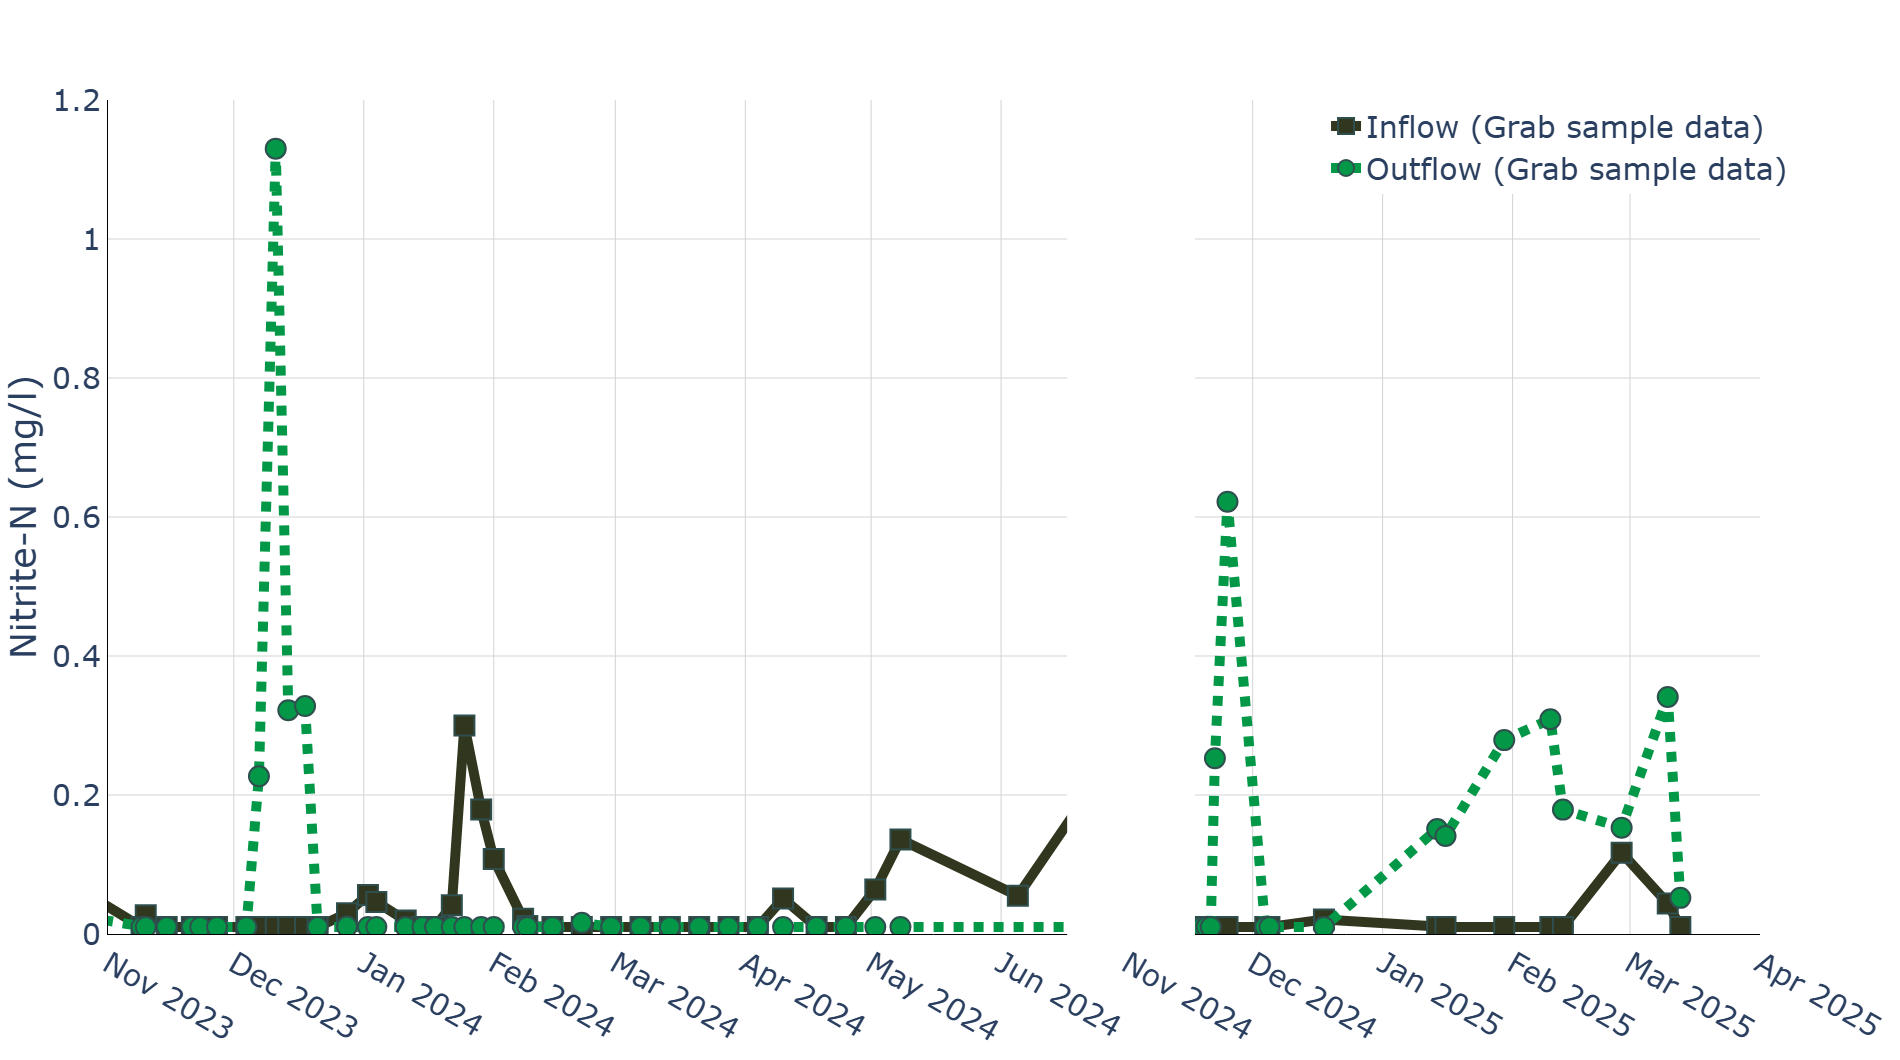 Inflow (Grab sample data)
Outflow (Grab sample data)
Nitrite-N (mg/l)
1.2
1
0.8
0.6
0.4
0.2
0
Nov 2023
Dec 2023
Jan 2024
Feb 2024
Mar 2024
Apr 2024
May 2024
Jun 2024
Nov 2024
Dec 2024
Jan 2025
Feb 2025
Mar 2025
Apr 2025